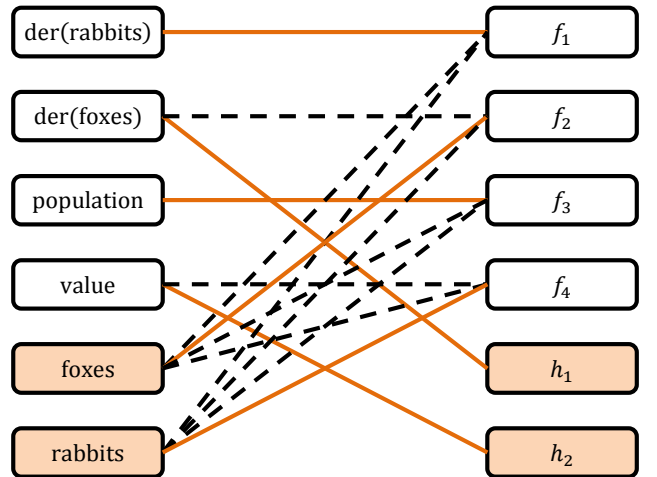 der(rabbits) f₁
der(foxes) f₂
population f₃
value f₄
foxes h₁
rabbits h₂